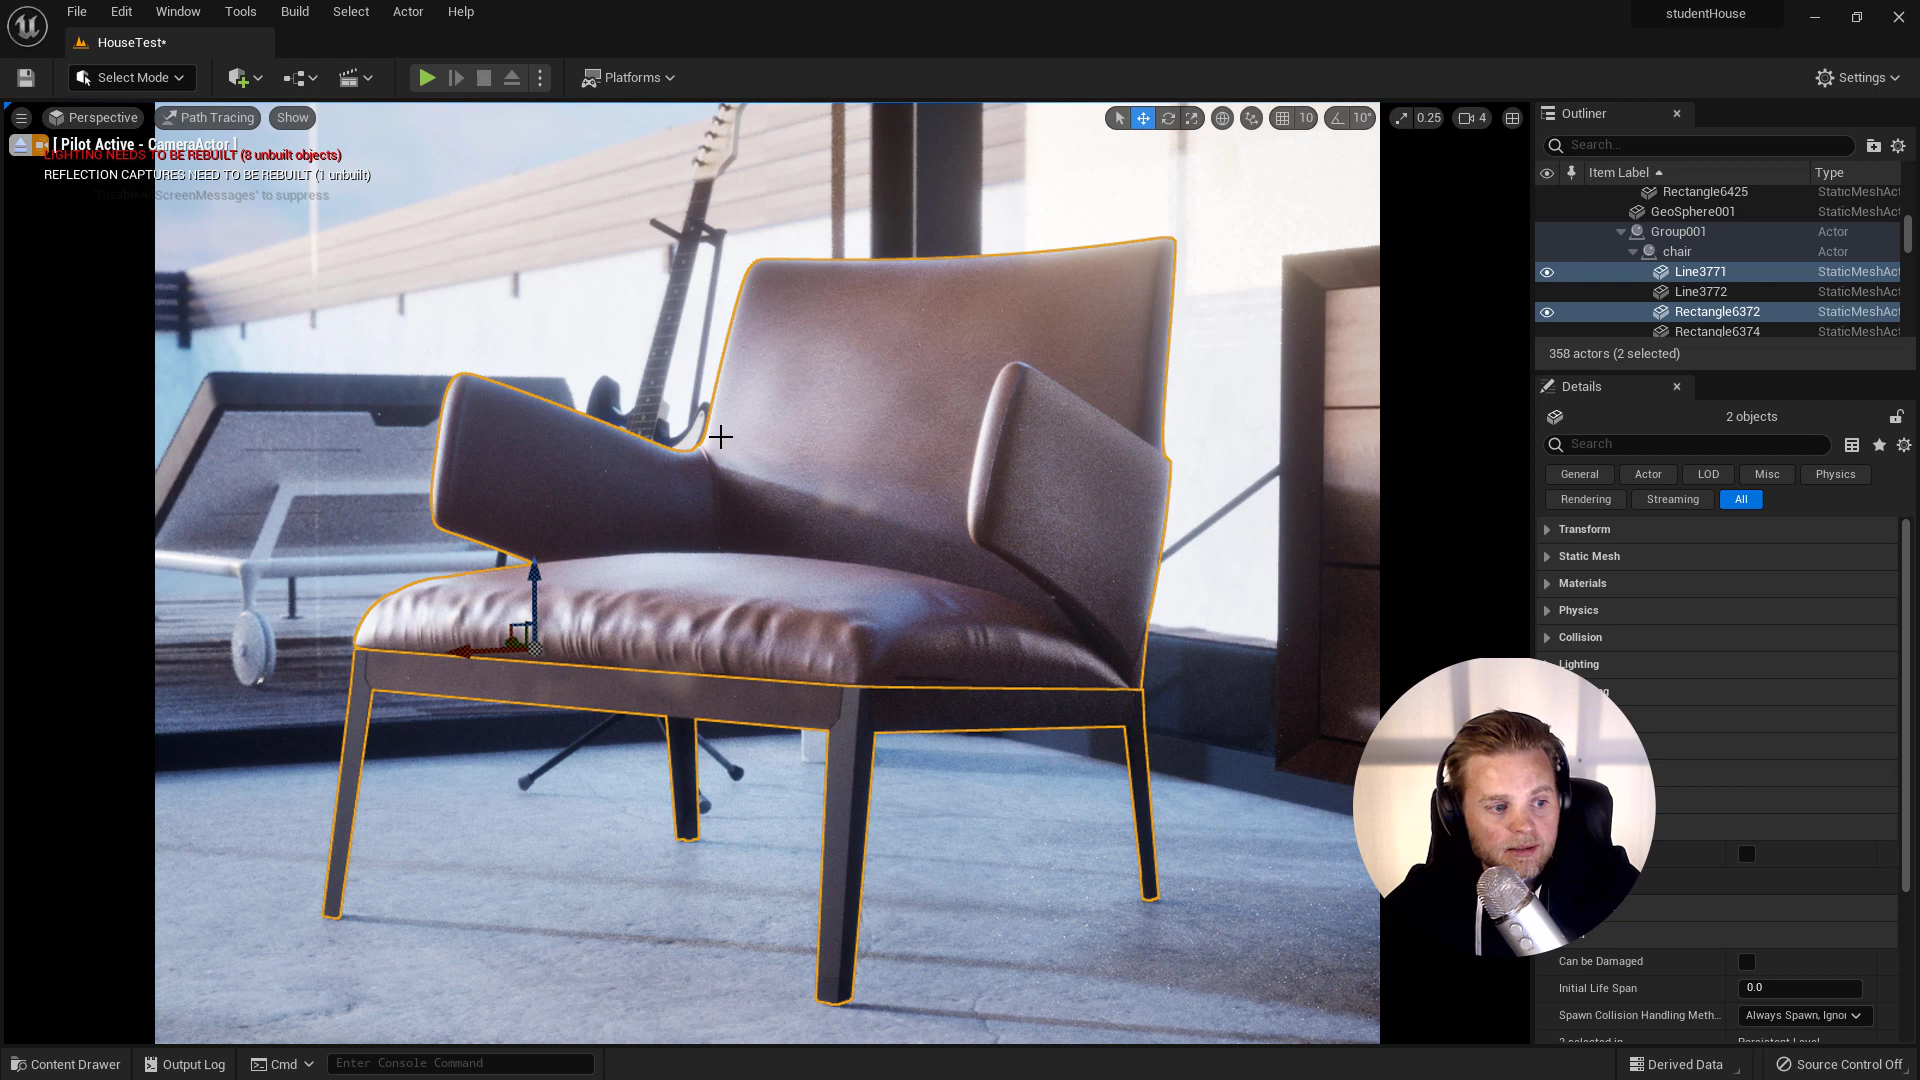 File Edit Window Tools Build Select Actor Help
studentHouse
HouseTest*
Select Mode
Platforms
Settings
Perspective
Path Tracing
Show
10
10°
0.25
4
[ Pilot Active - CameraActor ]
LIGHTING NEEDS TO BE REBUILT (8 unbuilt objects)
REFLECTION CAPTURES NEED TO BE REBUILT (1 unbuilt)
ScreenMessages' to suppress
Outliner
Search...
Item Label
Type
Rectangle6425 StaticMeshAct
GeoSphere001 StaticMeshAct
Group001 Actor
chair Actor
Line3771 StaticMeshAct
Line3772 StaticMeshAct
Rectangle6372 StaticMeshAct
Rectangle6374 StaticMeshAct
358 actors (2 selected)
Details
2 objects
Search
General
Actor
LOD
Misc
Physics
Rendering
Streaming
All
Transform
Static Mesh
Materials
Physics
Collision
Lighting
Can be Damaged
Initial Life Span 0.0
Spawn Collision Handling Meth... Always Spawn, Ignor
Content Drawer
Output Log
Cmd
Enter Console Command
Derived Data
Source Control Off